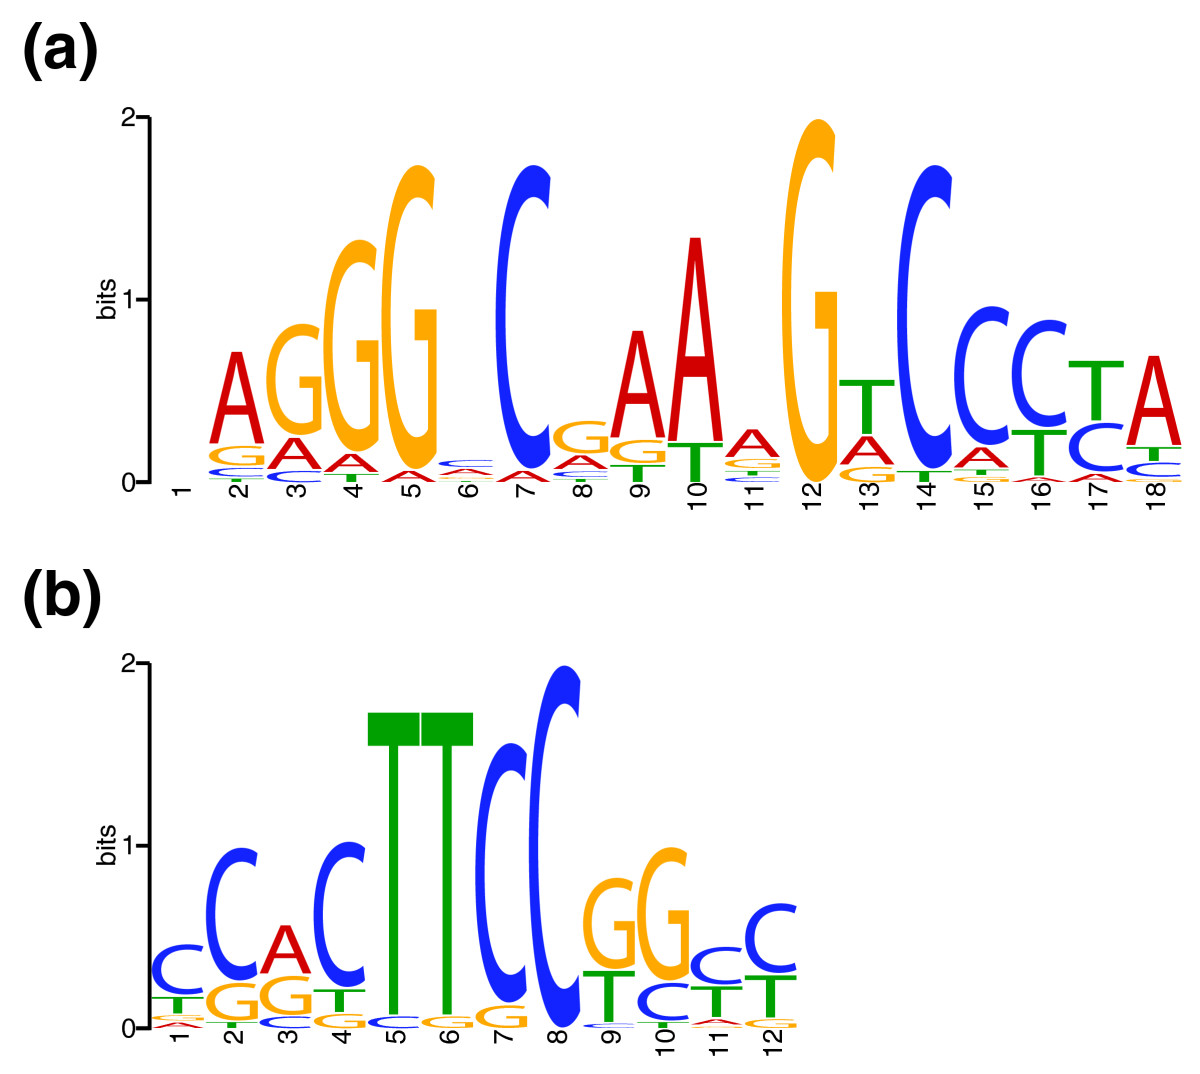 (a)
2
bits
1
0
1 2 3 4 5 6 7 8 9 10 11 12 13 14 15 16 17 18
A G C T
G A C
G A T
G A
C A G
C A
G A C T
A G T
A T
A G T C
G
T A G
C T
C A T G
C T A
T C A
A T C G
(b)
2
bits
1
0
1 2 3 4 5 6 7 8 9 10 11 12
C T G A
C G T
A G C
C T G
T C
T G
C G
C
G T C
G C T
C T A G
C T G